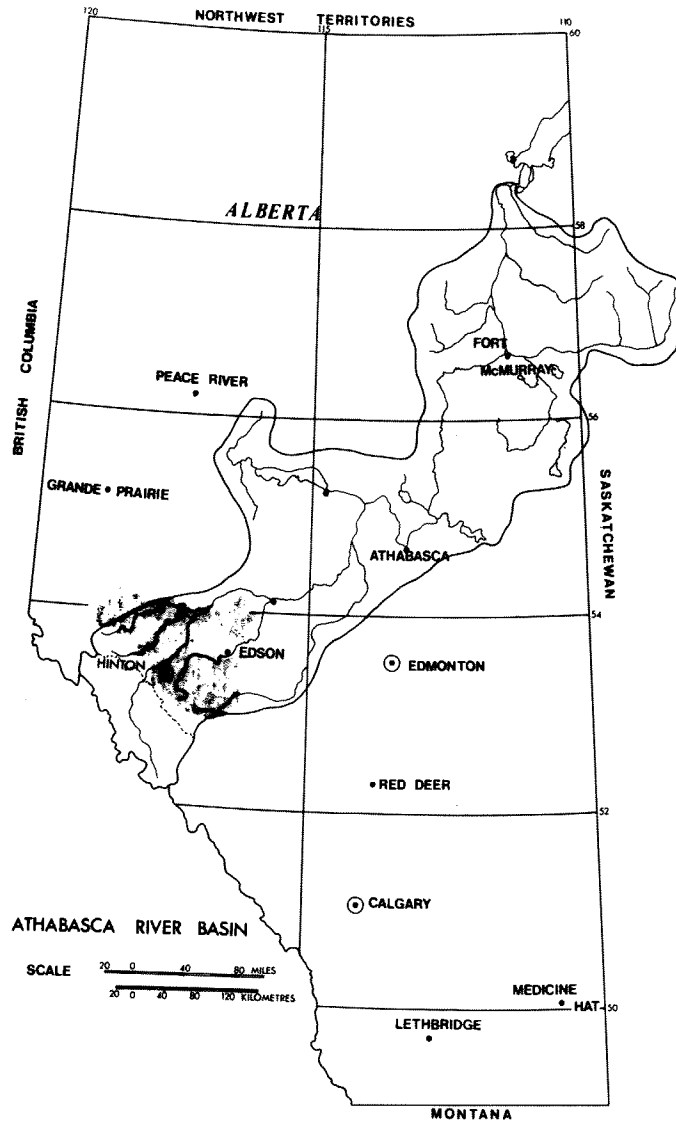 120
NORTHWEST TERRITORIES
115
110
60
ALBERTA
58
BRITISH COLUMBIA
FORT
McMURRAY
PEACE RIVER
56
GRANDE PRAIRIE
SASKATCHEWAN
ATHABASCA
54
HINTON
EDSON
EDMONTON
RED DEER
52
CALGARY
ATHABASCA RIVER BASIN
SCALE
20 0 40 80 MILES
20 0 40 80 120 KILOMETRES
MEDICINE
HAT
50
LETHBRIDGE
MONTANA